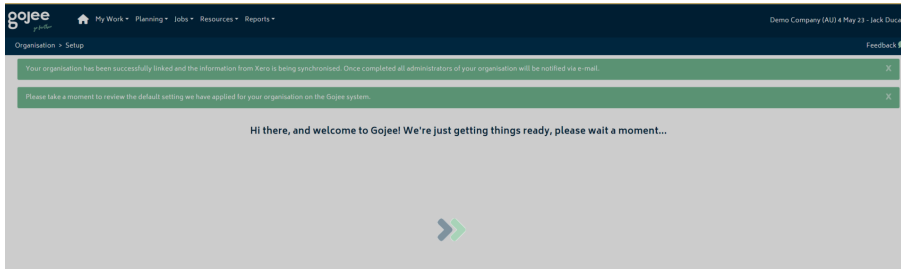 gojee
My Work Planning Jobs Resources Reports
Demo Company (AU) 4 May 23 - Jack Duca
Organisation > Setup
Feedback
Your organisation has been successfully linked and the information from Xero is being synchronised. Once completed all administrators of your organisation will be notified via e-mail.
X
Please take a moment to review the default setting we have applied for your organisation on the Gojee system.
X
Hi there, and welcome to Gojee! We're just getting things ready, please wait a moment...